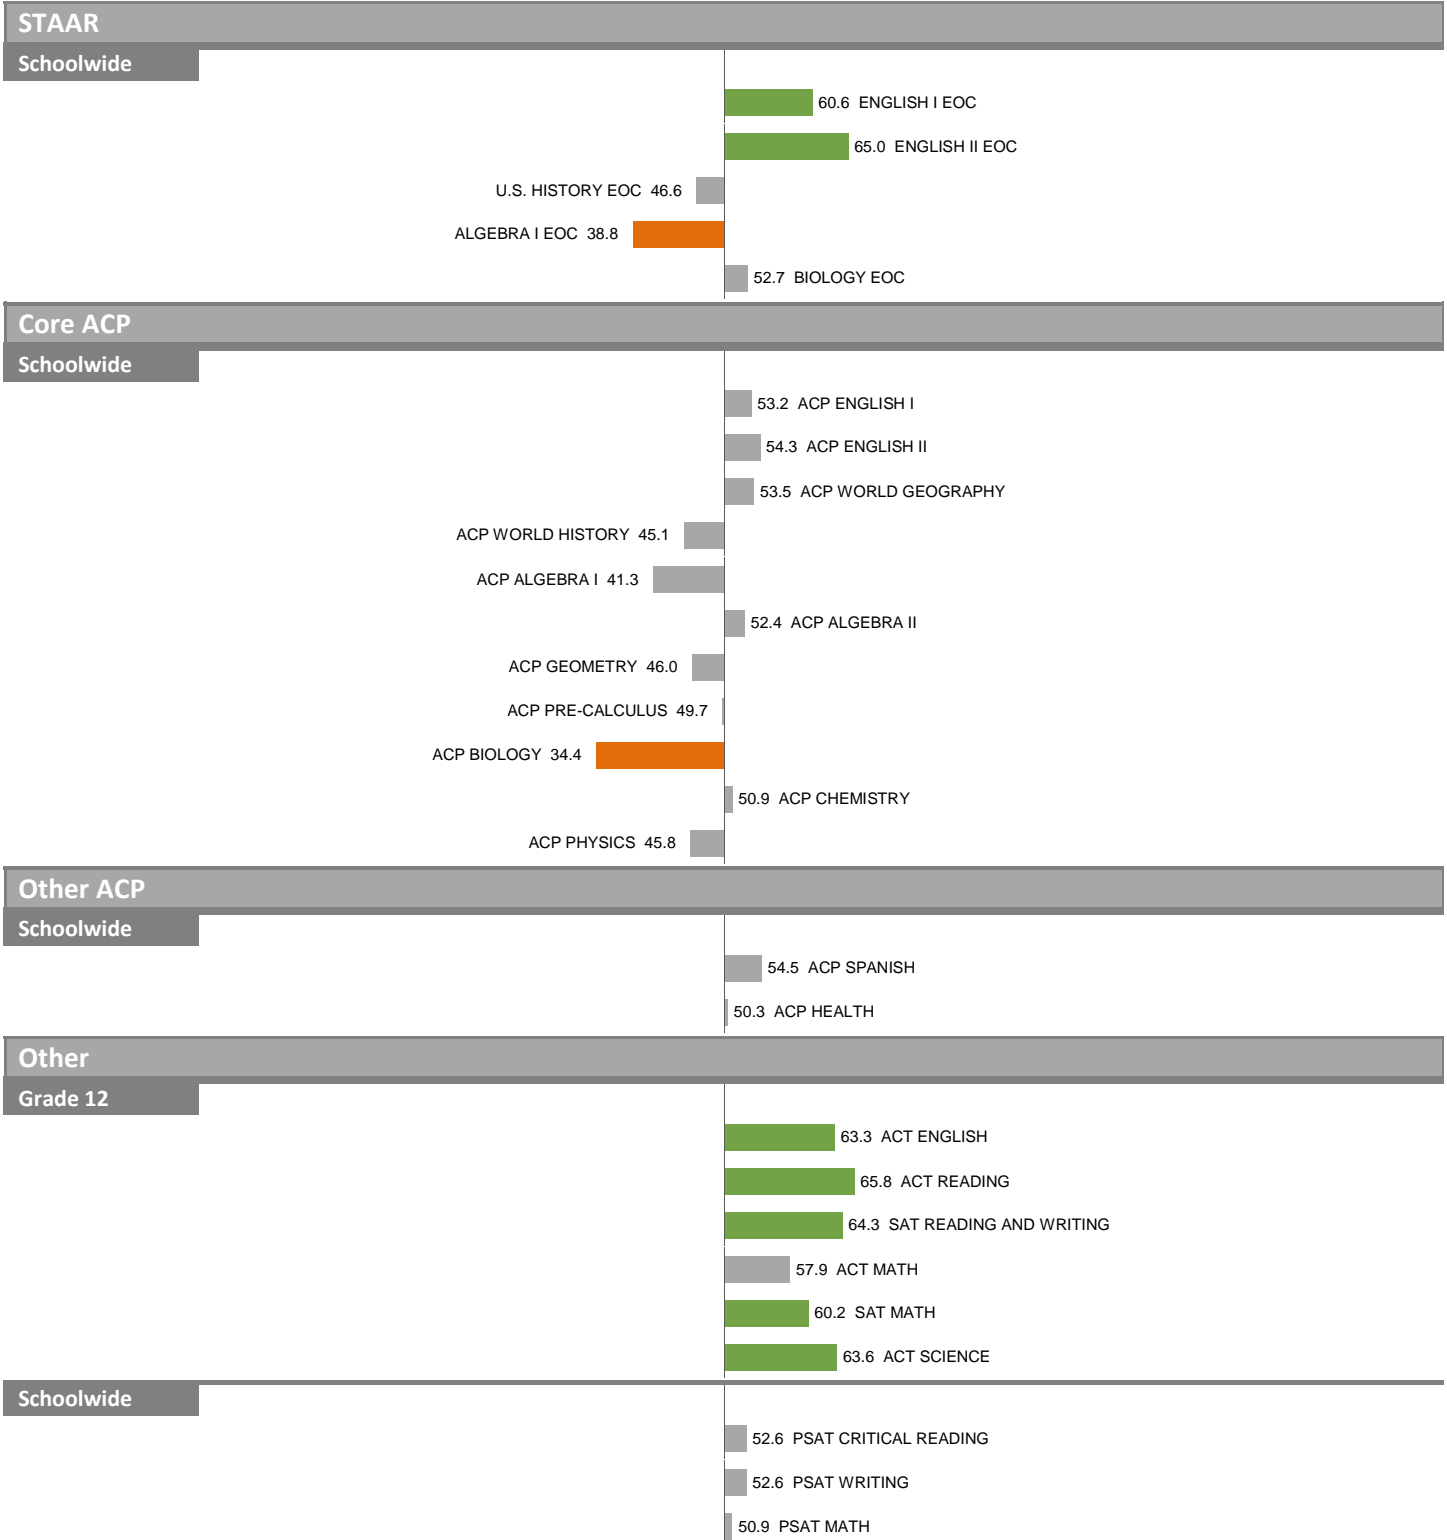 STAAR
Schoolwide
60.6 ENGLISH I EOC
65.0 ENGLISH II EOC
U.S. HISTORY EOC 46.6
ALGEBRA I EOC 38.8
52.7 BIOLOGY EOC
Core ACP
Schoolwide
53.2 ACP ENGLISH I
54.3 ACP ENGLISH II
53.5 ACP WORLD GEOGRAPHY
ACP WORLD HISTORY 45.1
ACP ALGEBRA I 41.3
52.4 ACP ALGEBRA II
ACP GEOMETRY 46.0
ACP PRE-CALCULUS 49.7
ACP BIOLOGY 34.4
50.9 ACP CHEMISTRY
ACP PHYSICS 45.8
Other ACP
Schoolwide
54.5 ACP SPANISH
50.3 ACP HEALTH
Other
Grade 12
63.3 ACT ENGLISH
65.8 ACT READING
64.3 SAT READING AND WRITING
57.9 ACT MATH
60.2 SAT MATH
63.6 ACT SCIENCE
Schoolwide
52.6 PSAT CRITICAL READING
52.6 PSAT WRITING
50.9 PSAT MATH